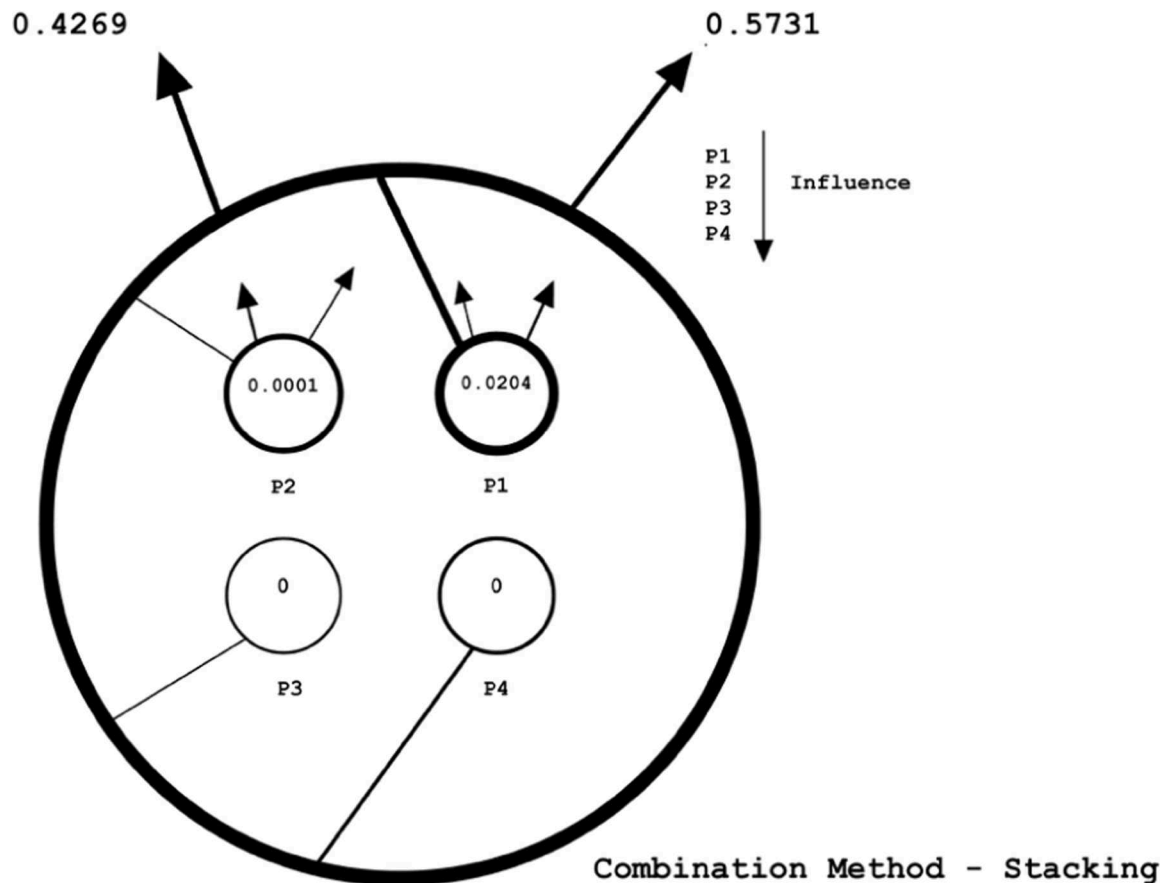 0.4269
0.5731
P1
P2
P3
P4
Influence
0.0001
0.0204
P2
P1
0
0
P3
P4
Combination Method - Stacking